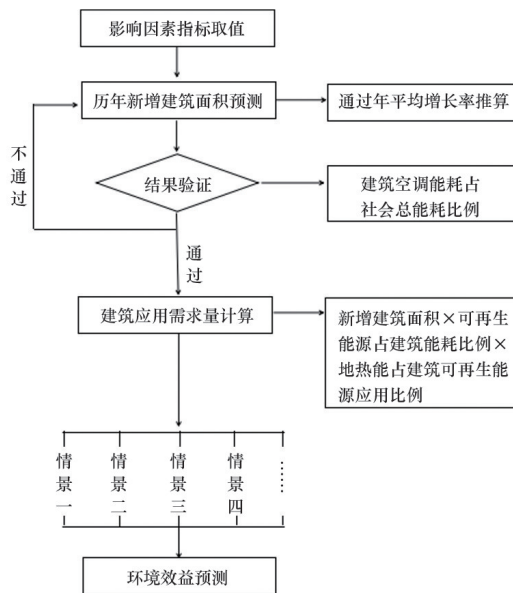 影响因素指标取值
历年新增建筑面积预测
通过年平均增长率推算
不通过
结果验证
建筑空调能耗占
社会总能耗比例
通过
建筑应用需求量计算
新增建筑面积×可再生
能源占建筑能耗比例×
地热能占建筑可再生能
源应用比例
情景一
情景二
情景三
情景四
……
环境效益预测